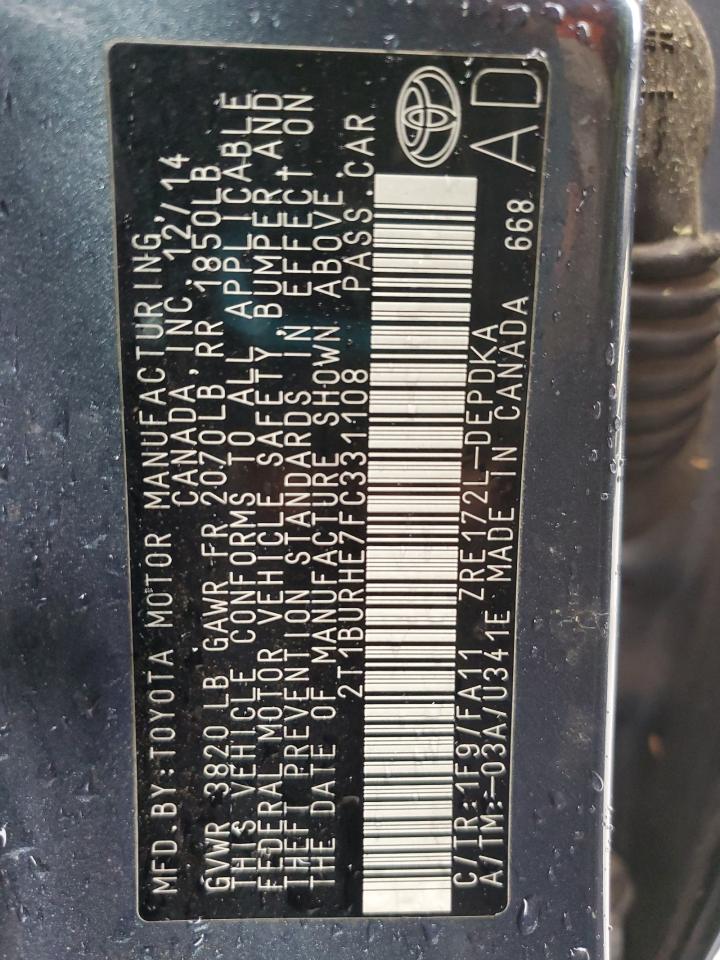 MFD.BY:TOYOTA MOTOR MANUFACTURING,
CANADA,INC. 12/14
GVWR 3820 LB GAWR FR 2070LB RR 1850LB
THIS VEHICLE CONFORMS TO ALL APPLICABLE
FEDERAL MOTOR VEHICLE SAFETY,BUMPER,AND
THEFT PREVENTION STANDARDS IN EFFECT ON
THE DATE OF MANUFACTURE SHOWN ABOVE.
2T1BURHE7FC331108 PASS.CAR
C/TR:1F9/FA11 ZRE172L-DEPDKA
A/TM:-03A/U341E MADE IN CANADA 668
AD